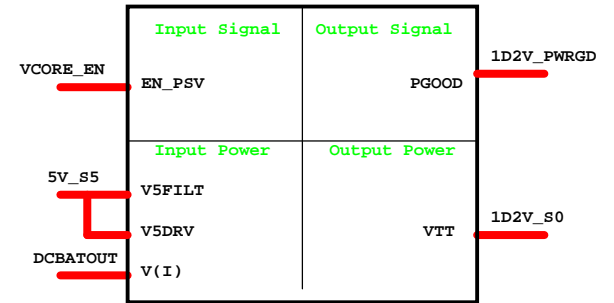 Input Signal Output Signal
1D2V_PWRGD
VCORE_EN
EN_PSV PGOOD
Input Power Output Power
5V_S5
V5FILT
1D2V_S0
V5DRV VTT
DCBATOUT
V(I)